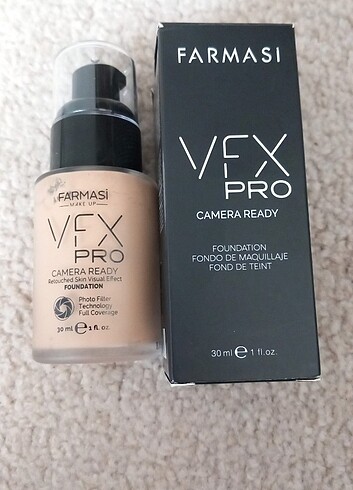 FARMASi
MAKE UP
VFX
PRO
CAMERA READY
Retouched Skin Visual Effect
FOUNDATION
Photo Filler
Technology
Full Coverage
30 ml ℮ 1 fl. oz.
FARMASi
VFX
PRO
CAMERA READY
FOUNDATION
FONDO DE MAQUILLAJE
FOND DE TEINT
30 ml ℮ 1 fl.oz.